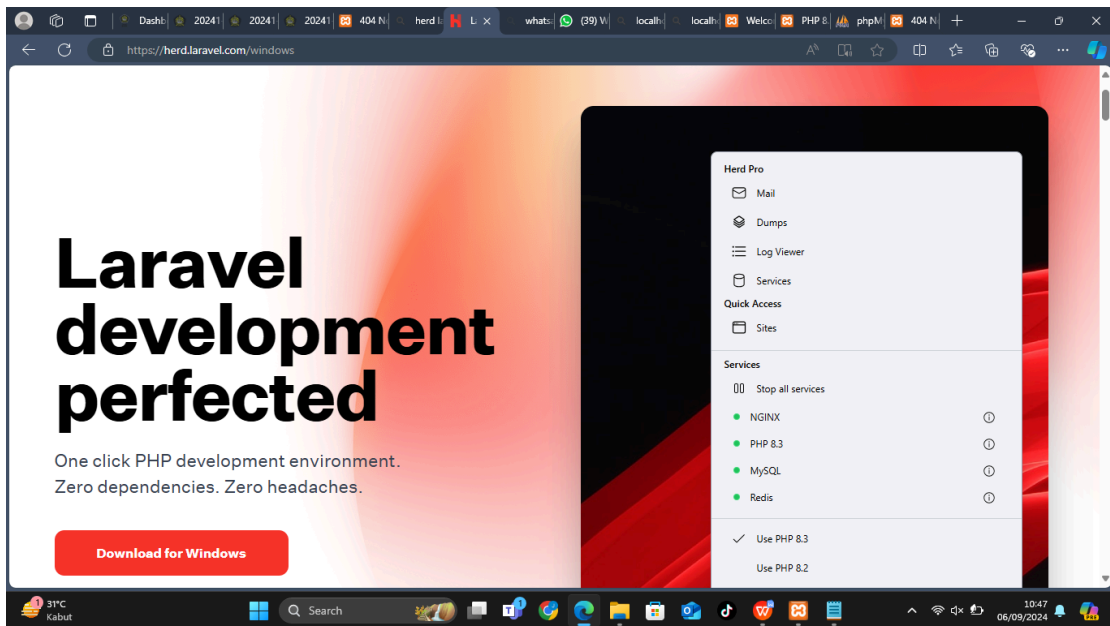 Dashb
20241
20241
20241
404 N
herd l
L
whats
(39) W
localh
localh
Welco
PHP 8.
phpM
404 N
https://herd.laravel.com/windows
Laravel
development
perfected
One click PHP development environment.
Zero dependencies. Zero headaches.
Download for Windows
Herd Pro
Mail
Dumps
Log Viewer
Services
Quick Access
Sites
Services
Stop all services
NGINX
PHP 8.3
MySQL
Redis
Use PHP 8.3
Use PHP 8.2
1
31°C
Kabut
Search
1
10:47
06/09/2024